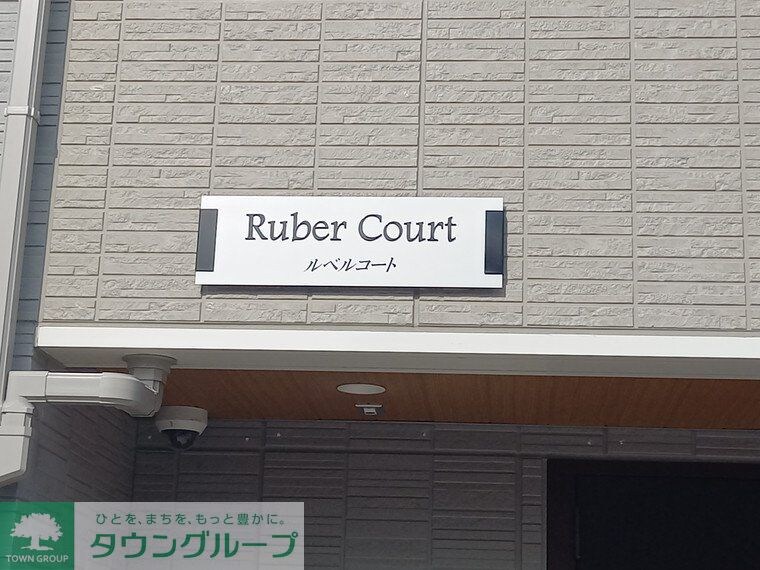 Ruber Court
ルベルコート
ひとを、まちを、もっと豊かに。
タウングループ
TOWN GROUP